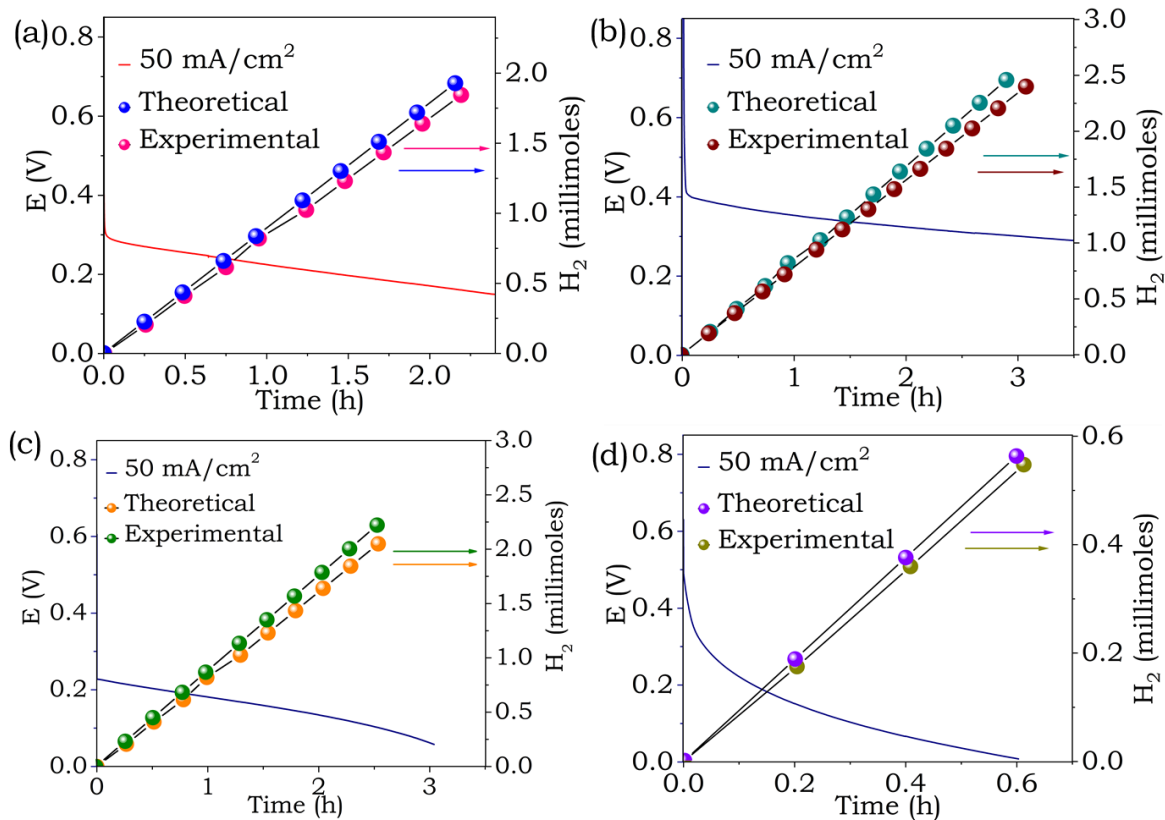 (a)
50 mA/cm²
Theoretical
Experimental
E (V)
0.8
0.6
0.4
0.2
0.0
0.0 0.5 1.0 1.5 2.0
Time (h)
2.0
1.5
1.0
0.5
0.0
H₂ (millimoles)
(b)
50 mA/cm²
Theoretical
Experimental
E (V)
0.8
0.6
0.4
0.2
0.0
0 1 2 3
Time (h)
3.0
2.5
2.0
1.5
1.0
0.5
0.0
H₂ (millimoles)
(c)
50 mA/cm²
Theoretical
Experimental
E (V)
0.8
0.6
0.4
0.2
0.0
0 1 2 3
Time (h)
3.0
2.5
2.0
1.5
1.0
0.5
0.0
H₂ (millimoles)
(d)
50 mA/cm²
Theoretical
Experimental
E (V)
0.8
0.6
0.4
0.2
0.0
0.0 0.2 0.4 0.6
Time (h)
0.6
0.4
0.2
0.0
H₂ (millimoles)